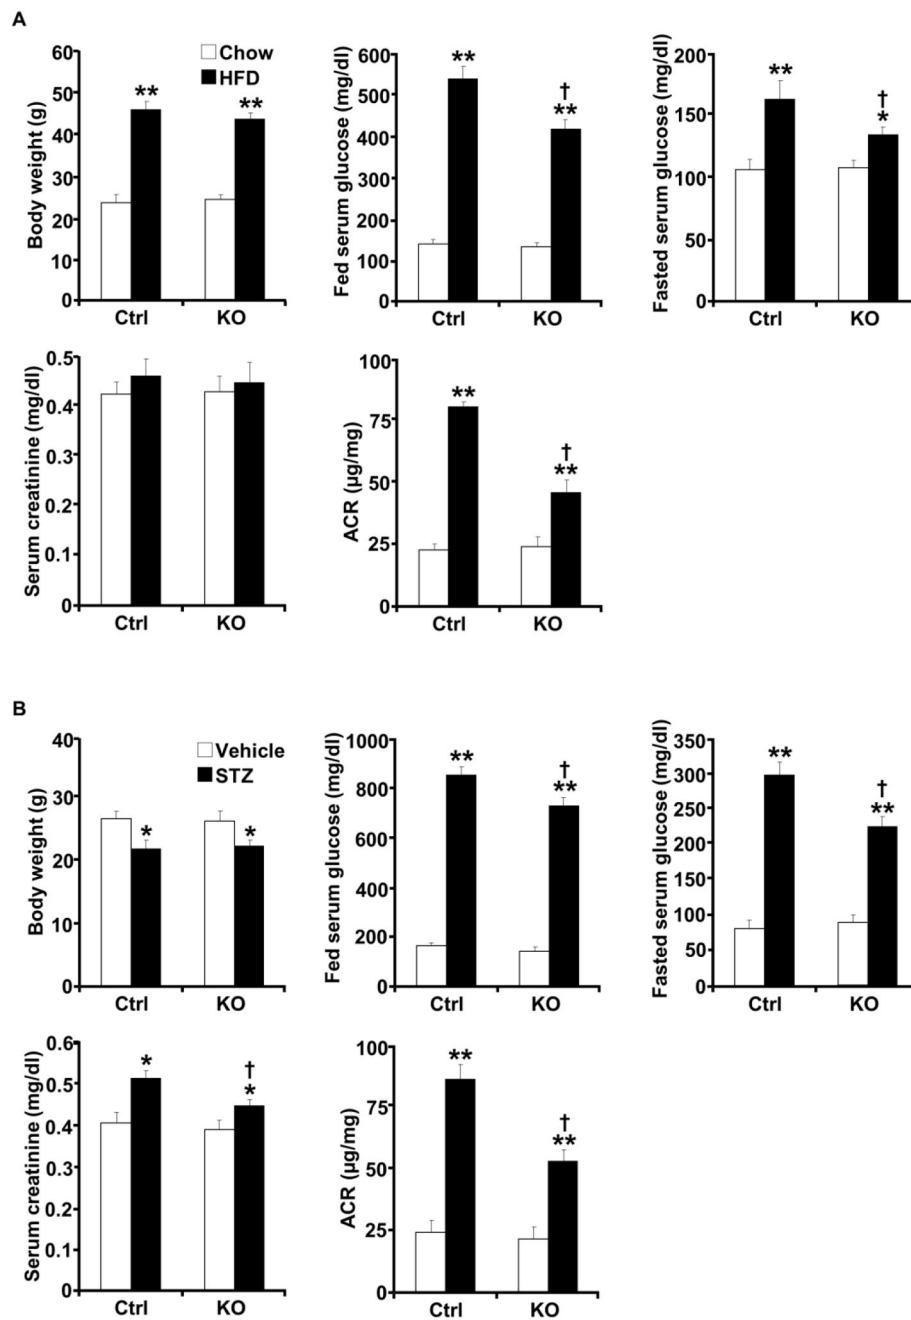 A
Body weight (g)
60
50
40
30
20
10
0
Chow
HFD
**
**
Ctrl
KO
Fed serum glucose (mg/dl)
600
500
400
600
200
100
0
**
†
**
Ctrl
KO
Fasted serum glucose (mg/dl)
200
150
100
50
0
**
†
*
Ctrl
KO
Serum creatinine (mg/dl)
0.5
0.4
0.3
0.2
0.1
0
Ctrl
KO
ACR (µg/mg)
100
75
50
25
0
**
†
**
Ctrl
KO
B
Body weight (g)
40
30
20
10
0
Vehicle
STZ
*
*
Ctrl
KO
Fed serum glucose (mg/dl)
1000
800
600
400
200
0
**
†
**
Ctrl
KO
Fasted serum glucose (mg/dl)
350
300
250
200
150
100
50
0
**
†
**
Ctrl
KO
Serum creatinine (mg/dl)
0.6
0.5
0.4
0.3
0.2
0.1
0
*
†
*
Ctrl
KO
ACR (µg/mg)
100
75
50
25
0
**
†
**
Ctrl
KO